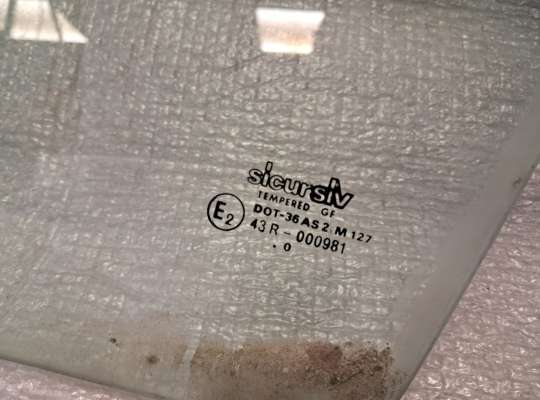 sicursiv
TEMPERED GF
E2
DOT-36 AS2 M127
43R-000981
.0